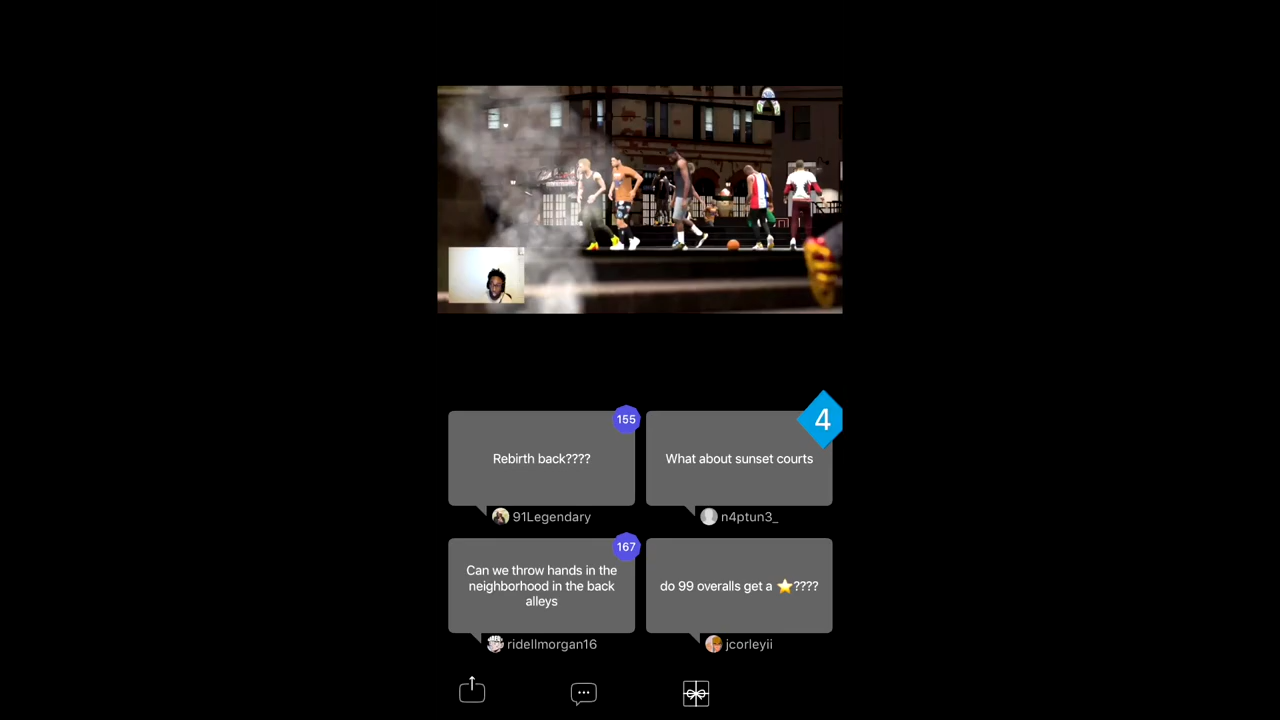 155
4
Rebirth back????
What about sunset courts
91Legendary
n4ptun3_
167
Can we throw hands in the
neighborhood in the back
alleys
do 99 overalls get a ⭐????
ridellmorgan16
jcorleyii